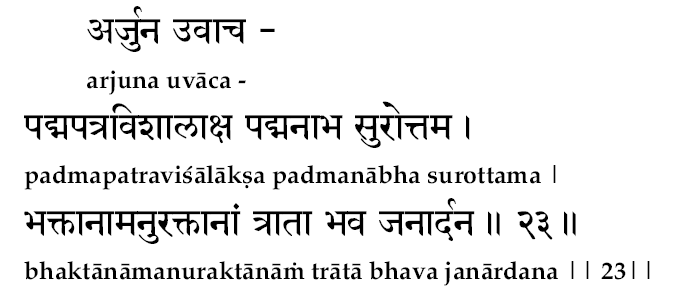 अर्जुन उवाच -
arjuna uvāca -
पद्मपत्रविशालाक्ष पद्मनाभ सुरोत्तम ।
padmapatraviśālākṣa padmanābha surottama |
भक्तानामनुरक्तानां त्राता भव जनार्दन ॥ २३ ॥
bhaktānāmanuraktānāṁ trātā bhava janārdana || 23||